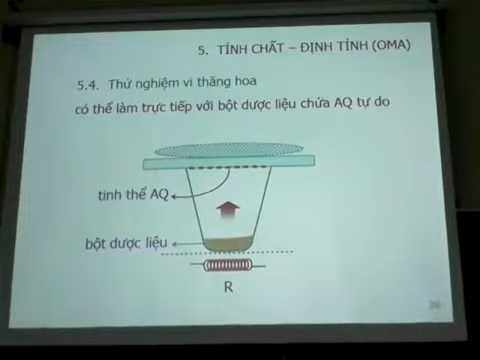 5. TÍNH CHẤT – ĐỊNH TÍNH (OMA)
5.4. Thử nghiệm vi thăng hoa
có thể làm trực tiếp với bột dược liệu chứa AQ tự do
tinh thể AQ
bột dược liệu
R